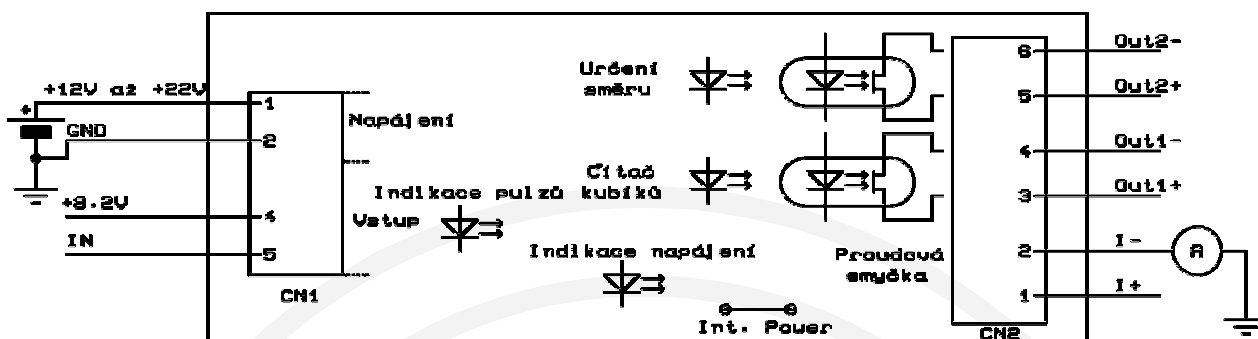 +12V až +22V
+
GND
+8.2V
IN
1
2
4
5
Napájení
Vstup
CN1
Indikace pulzů
Indikace napájení
Int. Power
Určení
směru
Čítač
kubíků
Proudová
smyčka
6
5
4
3
2
1
CN2
Out2-
Out2+
Out1-
Out1+
I-
I+
A